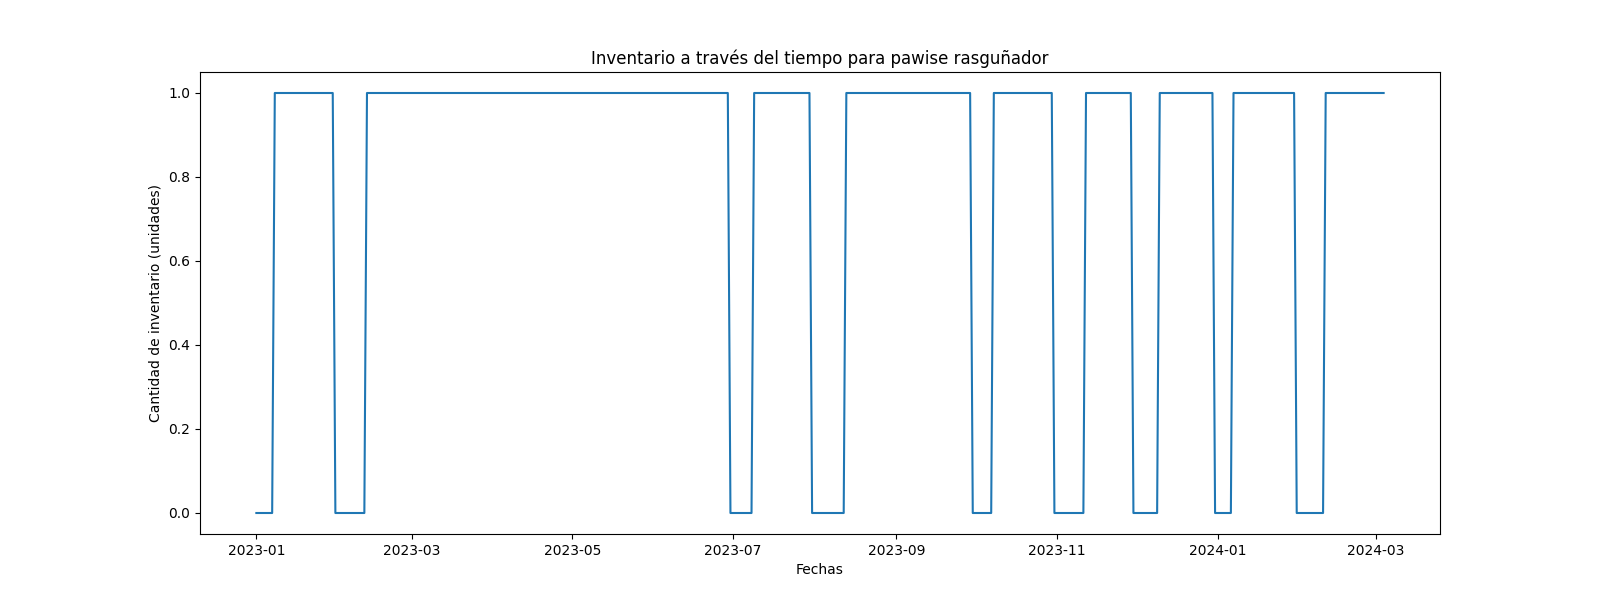 Inventario a través del tiempo para pawise rasguñador
Cantidad de inventario (unidades)
1.0
0.8
0.6
0.4
0.2
0.0
2023-01 2023-03 2023-05 2023-07 2023-09 2023-11 2024-01 2024-03
Fechas